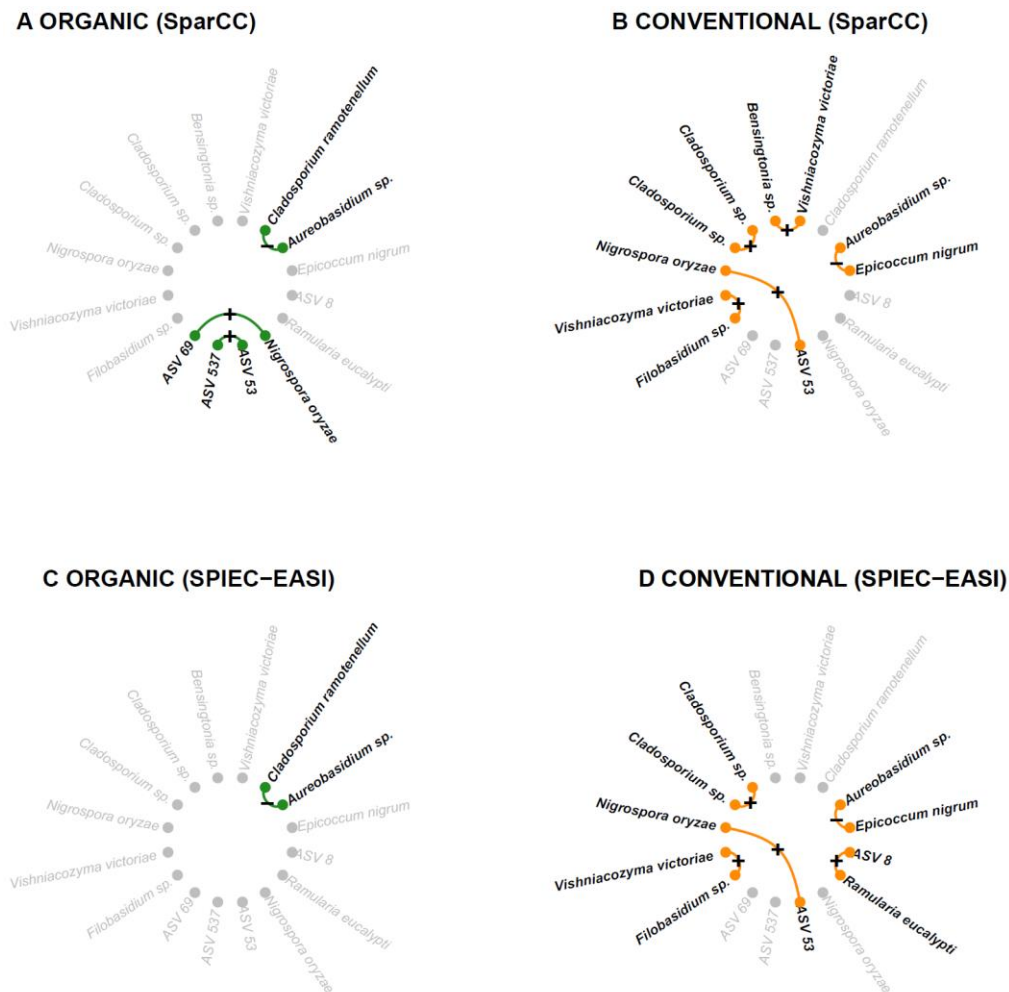 A ORGANIC (SparCC)
Cladosporium ramotenellum
Aureobasidium sp.
Epicoccum nigrum
ASV 8
Ramularia eucalypti
Nigrospora oryzae
ASV 53
ASV 537
ASV 69
Filobasidium sp.
Vishniacozyma victoriae
Nigrospora oryzae
Cladosporium sp.
Cladosporium sp.
Bensingtonia sp.
Vishniacozyma victoriae
−
+
+
B CONVENTIONAL (SparCC)
Cladosporium ramotenellum
Aureobasidium sp.
Epicoccum nigrum
ASV 8
Ramularia eucalypti
Nigrospora oryzae
ASV 53
ASV 537
ASV 69
Filobasidium sp.
Vishniacozyma victoriae
Nigrospora oryzae
Cladosporium sp.
Cladosporium sp.
Bensingtonia sp.
Vishniacozyma victoriae
+
+
−
+
+
C ORGANIC (SPIEC−EASI)
Cladosporium ramotenellum
Aureobasidium sp.
Epicoccum nigrum
ASV 8
Ramularia eucalypti
Nigrospora oryzae
ASV 53
ASV 537
ASV 69
Filobasidium sp.
Vishniacozyma victoriae
Nigrospora oryzae
Cladosporium sp.
Cladosporium sp.
Bensingtonia sp.
Vishniacozyma victoriae
−
D CONVENTIONAL (SPIEC−EASI)
Cladosporium ramotenellum
Aureobasidium sp.
Epicoccum nigrum
ASV 8
Ramularia eucalypti
Nigrospora oryzae
ASV 53
ASV 537
ASV 69
Filobasidium sp.
Vishniacozyma victoriae
Nigrospora oryzae
Cladosporium sp.
Cladosporium sp.
Bensingtonia sp.
Vishniacozyma victoriae
+
−
+
+
+